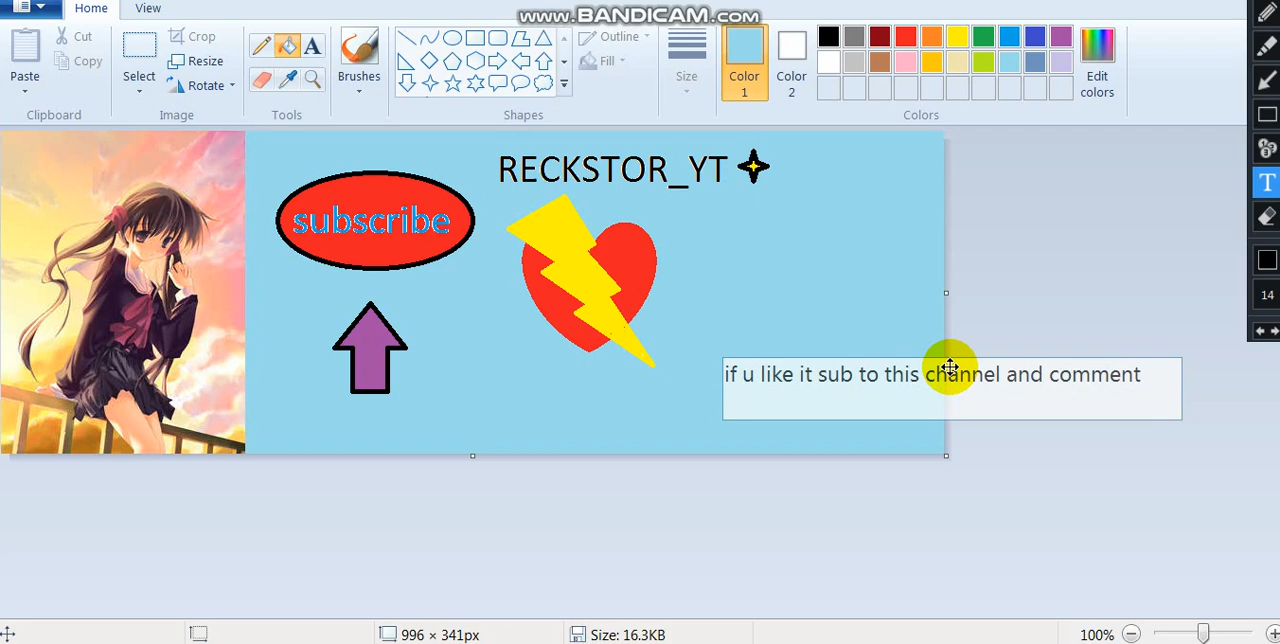 Home View
www.BANDICAM.com
Paste
Cut
Copy
Clipboard
Select
Crop
Resize
Rotate
Image
A
Tools
Brushes
Outline
Fill
Shapes
Size
Color 1
Color 2
Edit colors
Colors
T
14
RECKSTOR_YT
subscribe
if u like it sub to this channel and comment
996 × 341px
Size: 16.3KB
100%